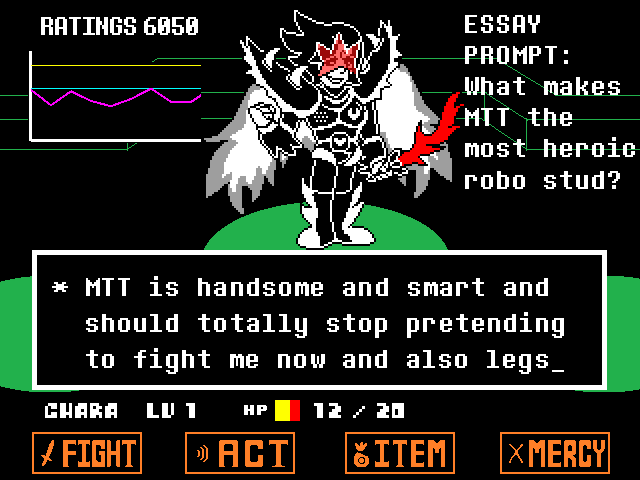 RATINGS 6050
ESSAY
PROMPT:
What makes
MTT the
most heroic
robo stud?
* MTT is handsome and smart and
should totally stop pretending
to fight me now and also legs_
CHARA LV 1 HP 12 / 20
FIGHT
ACT
ITEM
MERCY